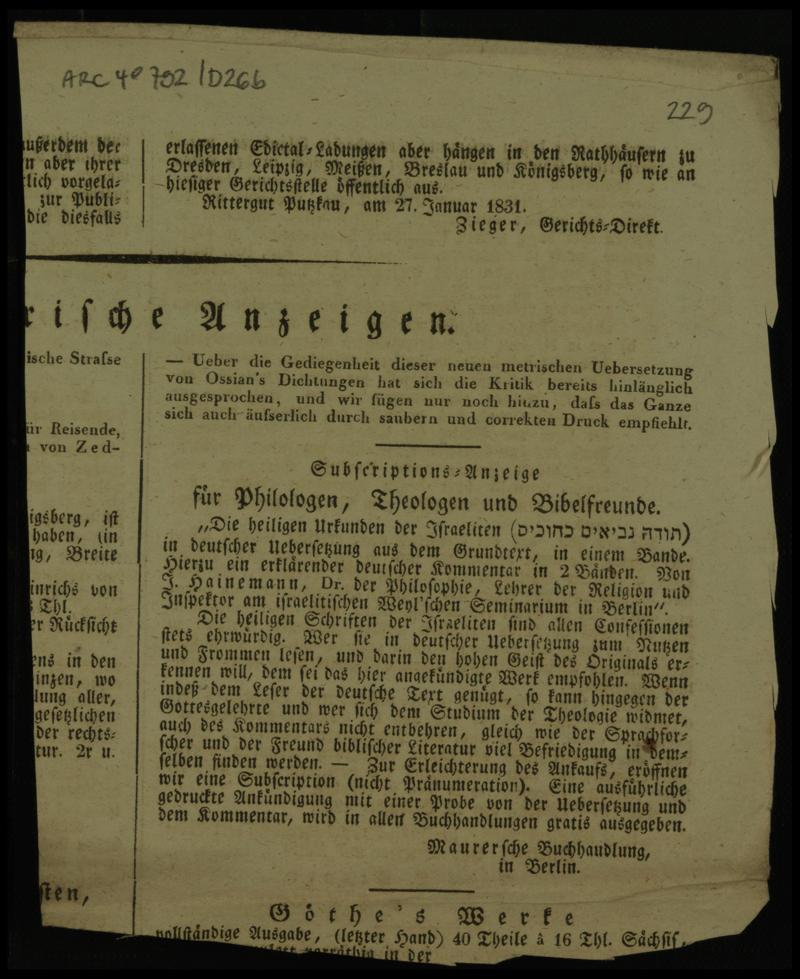 ARC 4° 702 /D266
229
ußerdem der
n aber ihrer
lich vorgela-
zur Publi-
die diesfalls
erlassenen Edictal-Ladungen aber hängen in den Rathhäusern zu
Dresden, Leipzig, Meißen, Breslau und Königsberg, so wie an
hiesiger Gerichtsstelle öffentlich aus.
Rittergut Putzkau, am 27. Januar 1831.
Zieger, Gerichts-Direkt.
rische Anzeigen.
ische Strafse
ür Reisende,
von Zed-
igsberg, ist
haben, (in
ig, Breite
inrichs von
Thl.
er Rücksicht
ens in den
inzen, wo
lung aller,
gesetzlichen
der rechts-
tur. 2r u.
sten,
— Ueber die Gediegenheit dieser neuen metrischen Uebersetzung
von Ossian's Dichtungen hat sich die Kritik bereits hinlänglich
ausgesprochen, und wir fügen nur noch hinzu, dafs das Ganze
sich auch äufserlich durch saubern und correkten Druck empfiehlt.
Subscriptions-Anzeige
für Philologen, Theologen und Bibelfreunde.
„Die heiligen Urkunden der Israeliten (תורה נביאים כתובים)
in deutscher Uebersetzung aus dem Grundtext, in einem Bande.
Hierzu ein erklärender deutscher Kommentar in 2 Bänden. Von
J. Hainemann, Dr. der Philosophie, Lehrer der Religion und
Inspektor am israelitischen Weyl'schen Seminarium in Berlin“.
Die heiligen Schriften der Israeliten sind allen Confessionen
stets ehrwürdig. Wer sie in deutscher Uebersetzung zum Nutzen
und Frommen lesen, und darin den hohen Geist des Originals er-
kennen will, dem sei das hier angekündigte Werk empfohlen. Wenn
indeß dem Leser der deutsche Text genügt, so kann hingegen der
Gottesgelehrte und wer sich dem Studium der Theologie widmet,
auch des Kommentars nicht entbehren, gleich wie der Sprachfor-
scher und der Freund biblischer Literatur viel Befriedigung in dem-
selben finden werden. — Zur Erleichterung des Ankaufs, eröffnen
wir eine Subscription (nicht Pränumeration). Eine ausführliche
gedruckte Ankündigung mit einer Probe von der Uebersetzung und
dem Kommentar, wird in allen Buchhandlungen gratis ausgegeben.
Maurersche Buchhandlung,
in Berlin.
Göthe's Werke
vollständige Ausgabe, (letzter Hand) 40 Theile à 16 Thl. Sächsis.
vorräthig in der